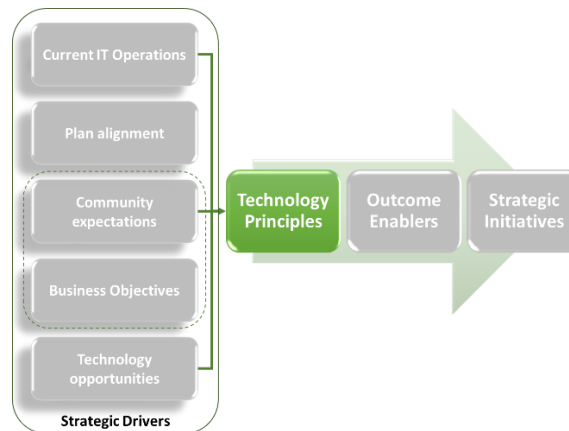 Current IT Operations
Plan alignment
Community
expectations
Business Objectives
Technology
opportunities
Strategic Drivers
Technology
Principles
Outcome
Enablers
Strategic
Initiatives